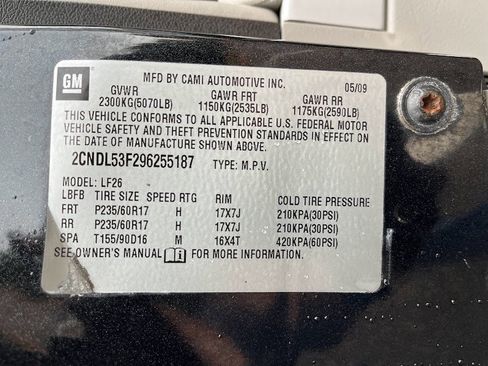 GM
MFD BY CAMI AUTOMOTIVE INC. 05/09
GVWR GAWR FRT GAWR RR
2300KG(5070LB) 1150KG(2535LB) 1175KG(2590LB)
THIS VEHICLE CONFORMS TO ALL APPLICABLE U.S. FEDERAL MOTOR
VEHICLE SAFETY AND THEFT PREVENTION STANDARDS IN EFFECT ON
THE DATE OF MANUFACTURE SHOWN ABOVE.
2CNDL53F296255187 TYPE: M.P.V.
MODEL: LF26
LBFB TIRE SIZE SPEED RTG RIM COLD TIRE PRESSURE
FRT P235/60R17 H 17X7J 210KPA(30PSI)
RR P235/60R17 H 17X7J 210KPA(30PSI)
SPA T155/90D16 M 16X4T 420KPA(60PSI)
SEE OWNER'S MANUAL FOR MORE INFORMATION.